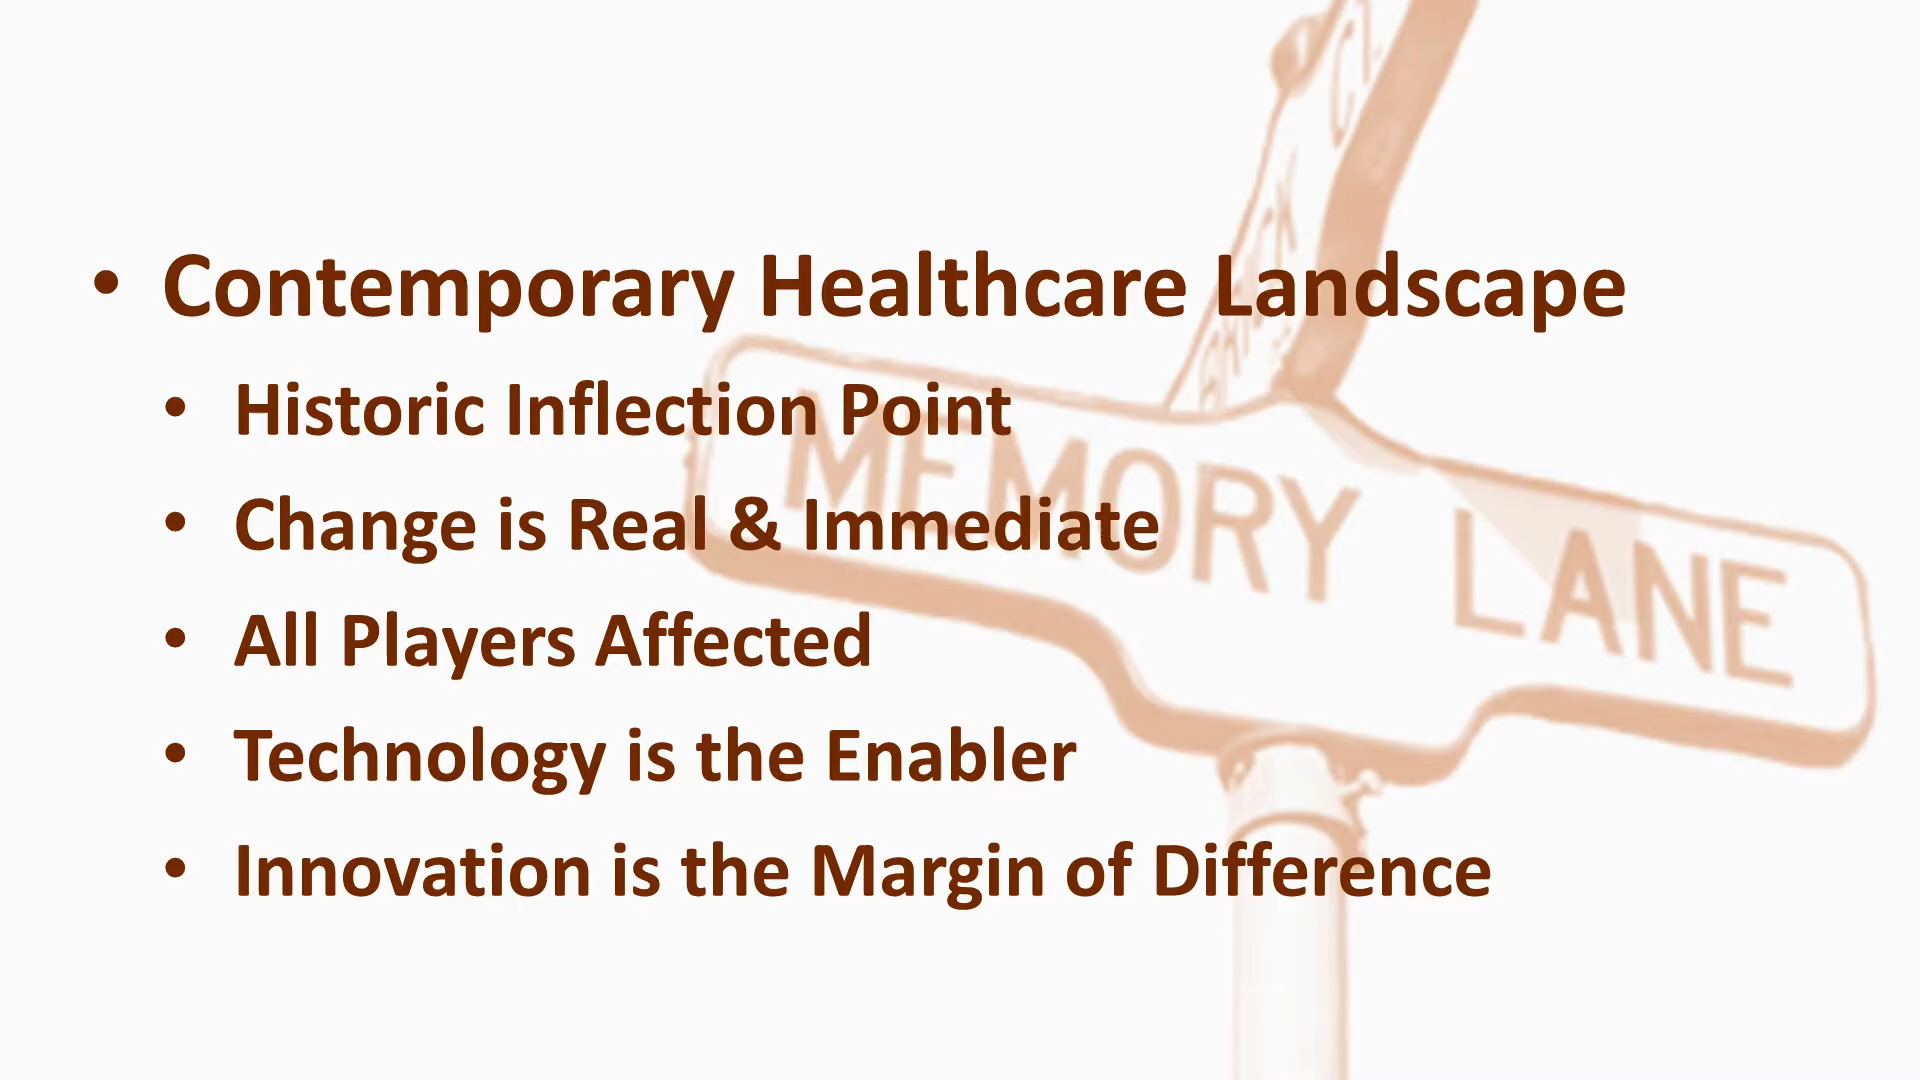 • Contemporary Healthcare Landscape
• Historic Inflection Point
• Change is Real & Immediate
• All Players Affected
• Technology is the Enabler
• Innovation is the Margin of Difference
MEMORY LANE